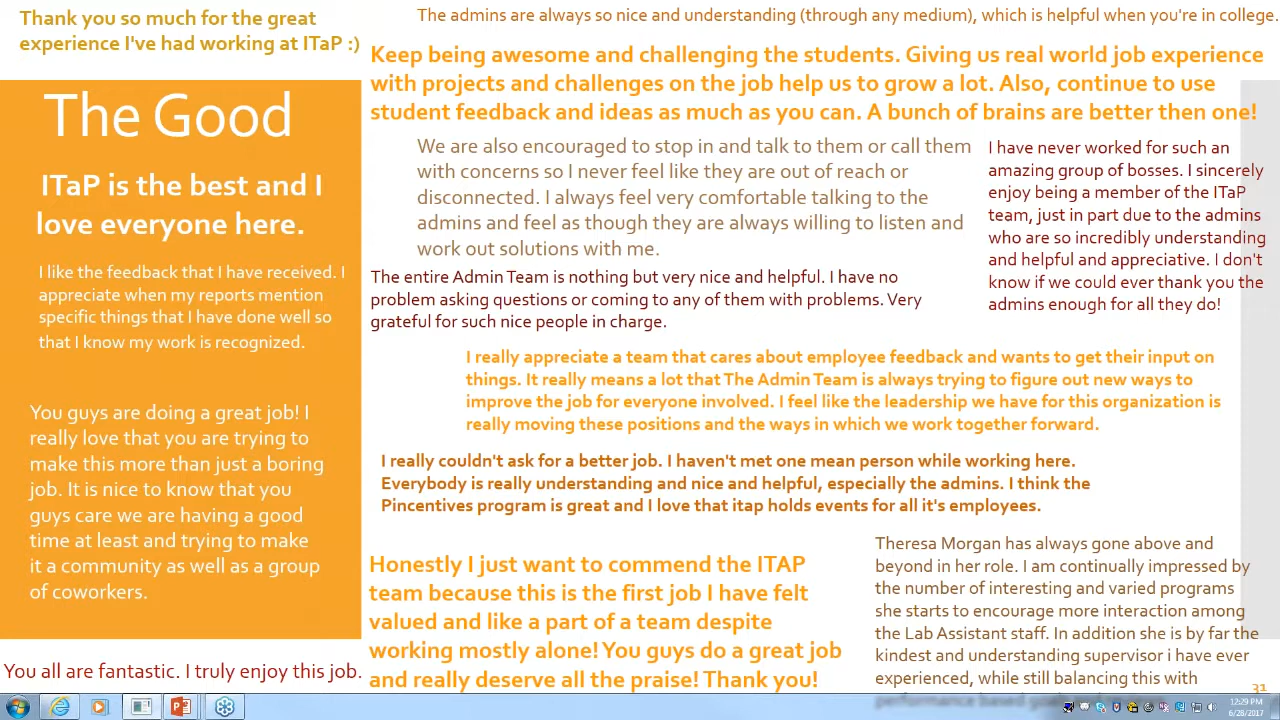 Thank you so much for the great
experience I've had working at ITaP :)
The admins are always so nice and understanding (through any medium), which is helpful when you're in college.
Keep being awesome and challenging the students. Giving us real world job experience
with projects and challenges on the job help us to grow a lot. Also, continue to use
student feedback and ideas as much as you can. A bunch of brains are better then one!
The Good
ITaP is the best and I
love everyone here.
I like the feedback that I have received. I
appreciate when my reports mention
specific things that I have done well so
that I know my work is recognized.
You guys are doing a great job! I
really love that you are trying to
make this more than just a boring
job. It is nice to know that you
guys care we are having a good
time at least and trying to make
it a community as well as a group
of coworkers.
You all are fantastic. I truly enjoy this job.
We are also encouraged to stop in and talk to them or call them
with concerns so I never feel like they are out of reach or
disconnected. I always feel very comfortable talking to the
admins and feel as though they are always willing to listen and
work out solutions with me.
I have never worked for such an
amazing group of bosses. I sincerely
enjoy being a member of the ITaP
team, just in part due to the admins
who are so incredibly understanding
and helpful and appreciative. I don't
know if we could ever thank you the
admins enough for all they do!
The entire Admin Team is nothing but very nice and helpful. I have no
problem asking questions or coming to any of them with problems. Very
grateful for such nice people in charge.
I really appreciate a team that cares about employee feedback and wants to get their input on
things. It really means a lot that The Admin Team is always trying to figure out new ways to
improve the job for everyone involved. I feel like the leadership we have for this organization is
really moving these positions and the ways in which we work together forward.
I really couldn't ask for a better job. I haven't met one mean person while working here.
Everybody is really understanding and nice and helpful, especially the admins. I think the
Pincentives program is great and I love that itap holds events for all it's employees.
Honestly I just want to commend the ITAP
team because this is the first job I have felt
valued and like a part of a team despite
working mostly alone! You guys do a great job
and really deserve all the praise! Thank you!
Theresa Morgan has always gone above and
beyond in her role. I am continually impressed by
the number of interesting and varied programs
she starts to encourage more interaction among
the Lab Assistant staff. In addition she is by far the
kindest and understanding supervisor i have ever
experienced, while still balancing this with
31
12:29 PM
6/28/2017